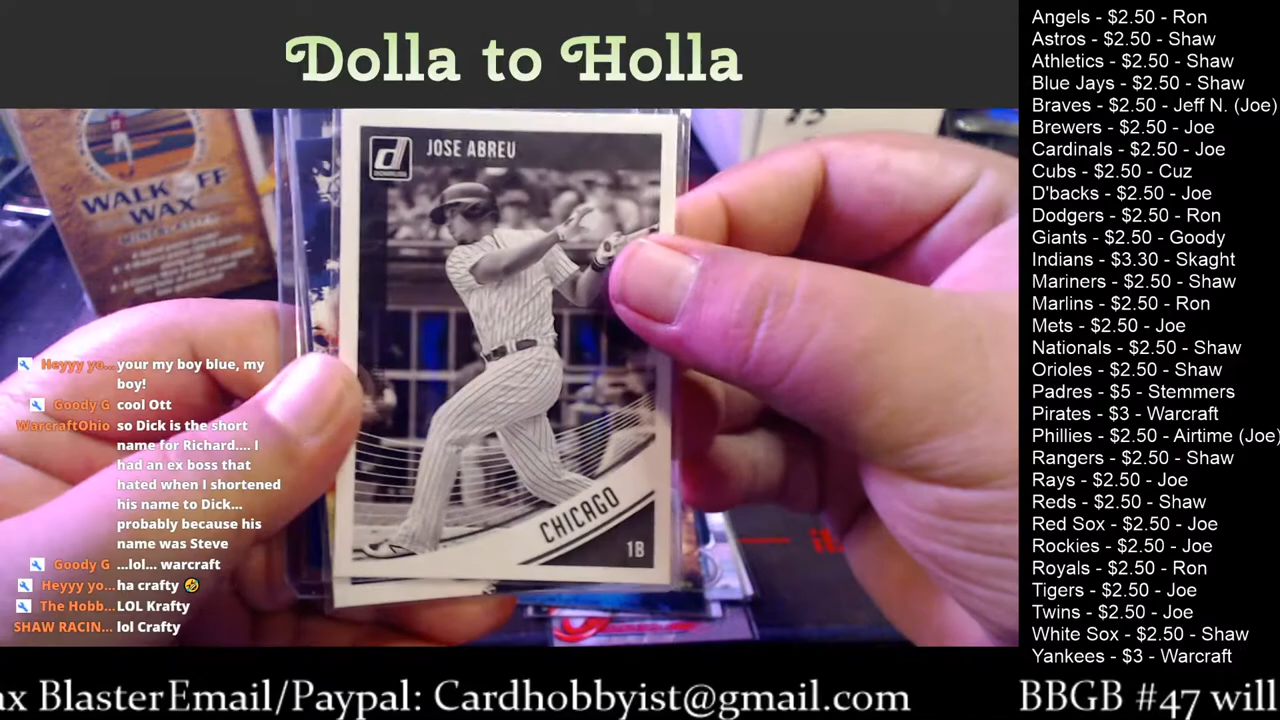 Dolla to Holla
Angels - $2.50 - Ron
Astros - $2.50 - Shaw
Athletics - $2.50 - Shaw
Blue Jays - $2.50 - Shaw
Braves - $2.50 - Jeff N. (Joe)
Brewers - $2.50 - Joe
Cardinals - $2.50 - Joe
Cubs - $2.50 - Cuz
D'backs - $2.50 - Joe
Dodgers - $2.50 - Ron
Giants - $2.50 - Goody
Indians - $3.30 - Skaght
Mariners - $2.50 - Shaw
Marlins - $2.50 - Ron
Mets - $2.50 - Joe
Nationals - $2.50 - Shaw
Orioles - $2.50 - Shaw
Padres - $5 - Stemmers
Pirates - $3 - Warcraft
Phillies - $2.50 - Airtime (Joe)
Rangers - $2.50 - Shaw
Rays - $2.50 - Joe
Reds - $2.50 - Shaw
Red Sox - $2.50 - Joe
Rockies - $2.50 - Joe
Royals - $2.50 - Ron
Tigers - $2.50 - Joe
Twins - $2.50 - Joe
White Sox - $2.50 - Shaw
Yankees - $3 - Warcraft
WALK OFF
WAX
d
DONRUSS
JOSE ABREU
CHICAGO
1B
Heyyy yo... your my boy blue, my
boy!
Goody G cool Ott
WarcraftOhio so Dick is the short
name for Richard.... I
had an ex boss that
hated when I shortened
his name to Dick...
probably because his
name was Steve
Goody G ...lol... warcraft
Heyyy yo... ha crafty 🤣
The Hobb... LOL Krafty
SHAW RACIN... lol Crafty
ax Blaster Email/Paypal: Cardhobbyist@gmail.com
BBGB #47 will